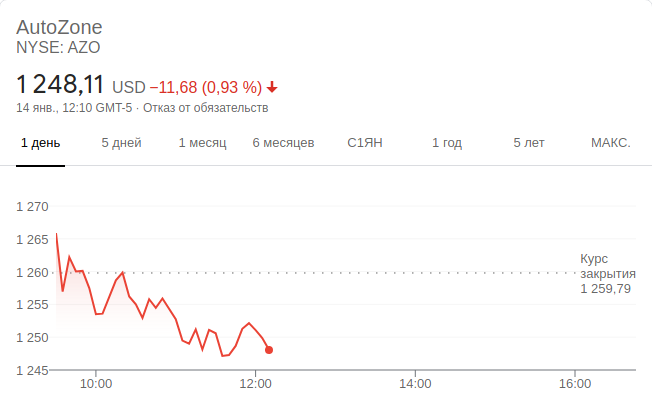 AutoZone
NYSE: AZO
1 248,11 USD −11,68 (0,93 %)
14 янв., 12:10 GMT-5 · Отказ от обязательств
1 день 5 дней 1 месяц 6 месяцев С1ЯН 1 год 5 лет МАКС.
1 270
1 265
1 260
1 255
1 250
1 245
Курс
закрытия
1 259,79
10:00 12:00 14:00 16:00